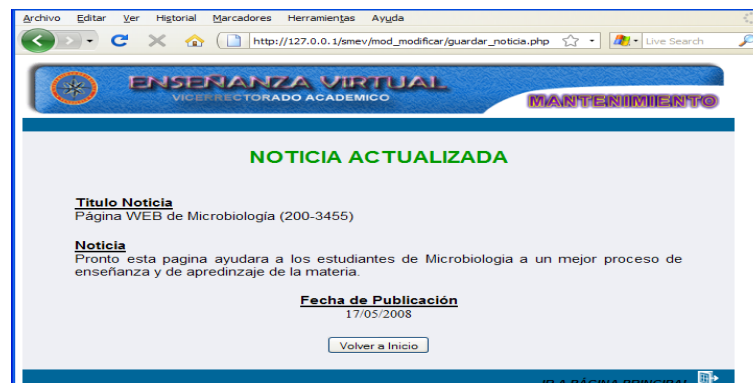 Archivo Editar Ver Historial Marcadores Herramientas Ayuda
http://127.0.0.1/smev/mod_modificar/guardar_noticia.php Live Search
ENSEÑANZA VIRTUAL
VICERRECTORADO ACADEMICO
MANTENIMIENTO
NOTICIA ACTUALIZADA
Titulo Noticia
Página WEB de Microbiología (200-3455)
Noticia
Pronto esta pagina ayudara a los estudiantes de Microbiologia a un mejor proceso de
enseñanza y de apredinzaje de la materia.
Fecha de Publicación
17/05/2008
Volver a Inicio
IR A PÁGINA PRINCIPAL